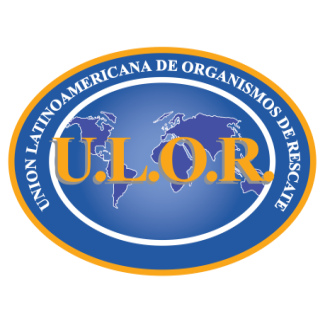 UNION LATINOAMERICANA DE ORGANISMOS DE RESCATE
U.L.O.R.